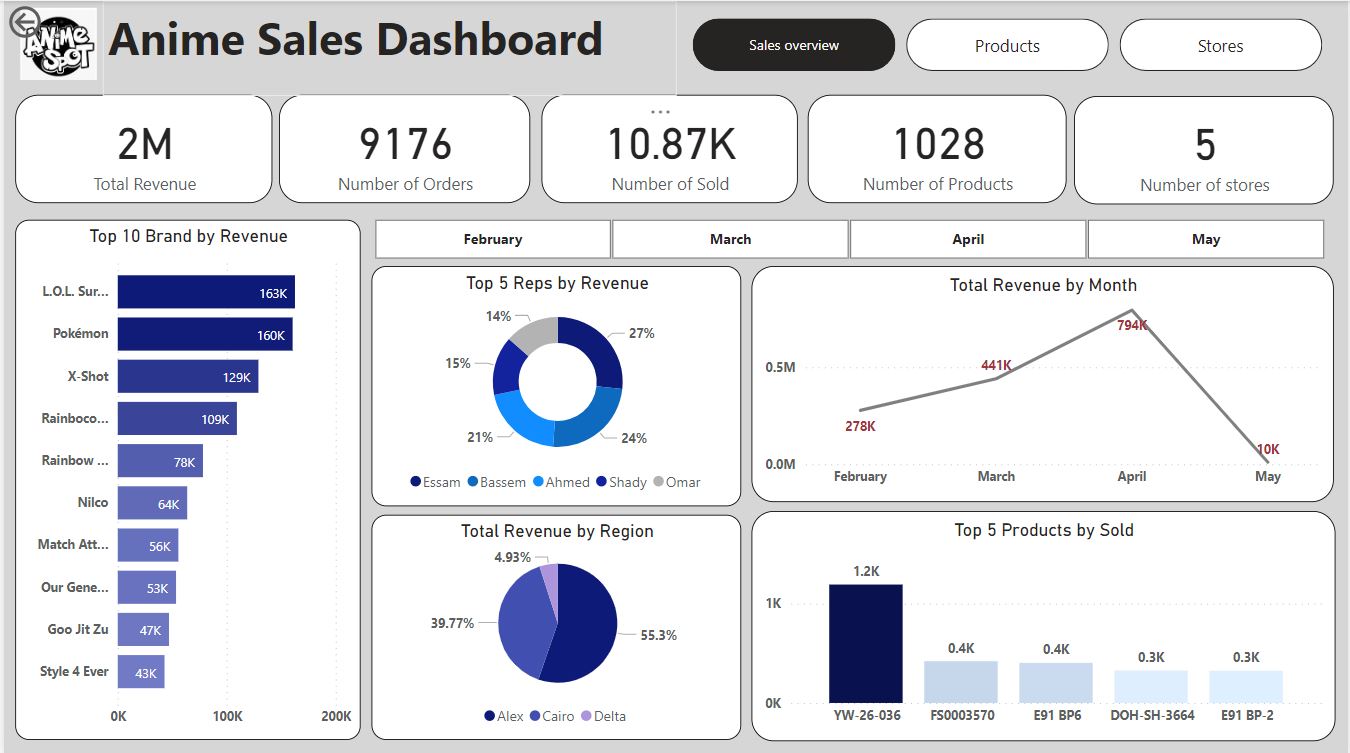 ANiME SPOT
Anime Sales Dashboard
Sales overview
Products
Stores
2M
Total Revenue
9176
Number of Orders
...
10.87K
Number of Sold
1028
Number of Products
5
Number of stores
Top 10 Brand by Revenue
L.O.L. Sur... 163K
Pokémon 160K
X-Shot 129K
Rainboco... 109K
Rainbow ... 78K
Nilco 64K
Match Att... 56K
Our Gene... 53K
Goo Jit Zu 47K
Style 4 Ever 43K
0K 100K 200K
February March April May
Top 5 Reps by Revenue
14% 27%
15%
21% 24%
Essam Bassem Ahmed Shady Omar
Total Revenue by Month
794K
0.5M 441K
278K
10K
0.0M
February March April May
Total Revenue by Region
4.93%
39.77% 55.3%
Alex Cairo Delta
Top 5 Products by Sold
1.2K
1K
0.4K 0.4K 0.3K 0.3K
0K
YW-26-036 FS0003570 E91 BP6 DOH-SH-3664 E91 BP-2